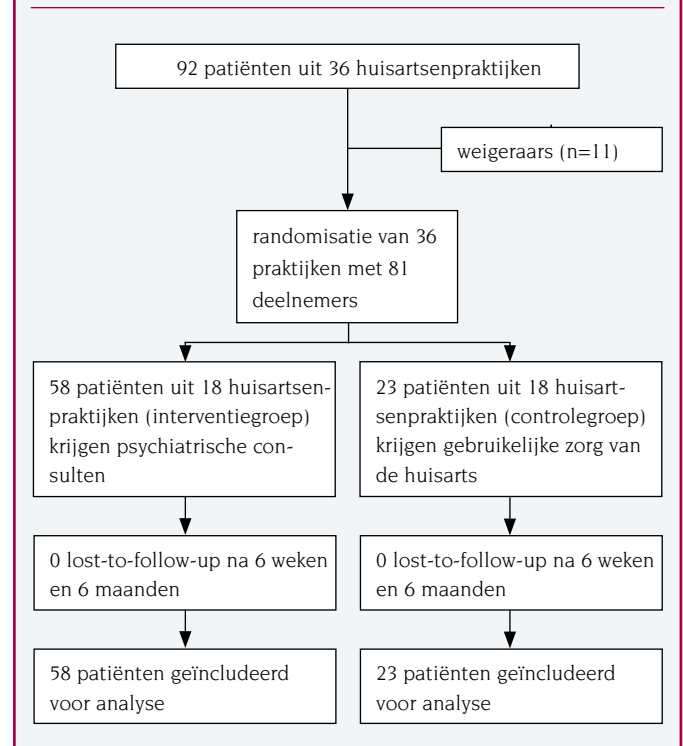 92 patiënten uit 36 huisartsenpraktijken
weigeraars (n=11)
randomisatie van 36
praktijken met 81
deelnemers
58 patiënten uit 18 huisartsen-
praktijken (interventiegroep)
krijgen psychiatrische con-
sulten
23 patiënten uit 18 huisart-
senpraktijken (controlegroep)
krijgen gebruikelijke zorg van
de huisarts
0 lost-to-follow-up na 6 weken
en 6 maanden
0 lost-to-follow-up na 6 weken
en 6 maanden
58 patiënten geïncludeerd
voor analyse
23 patiënten geïncludeerd
voor analyse